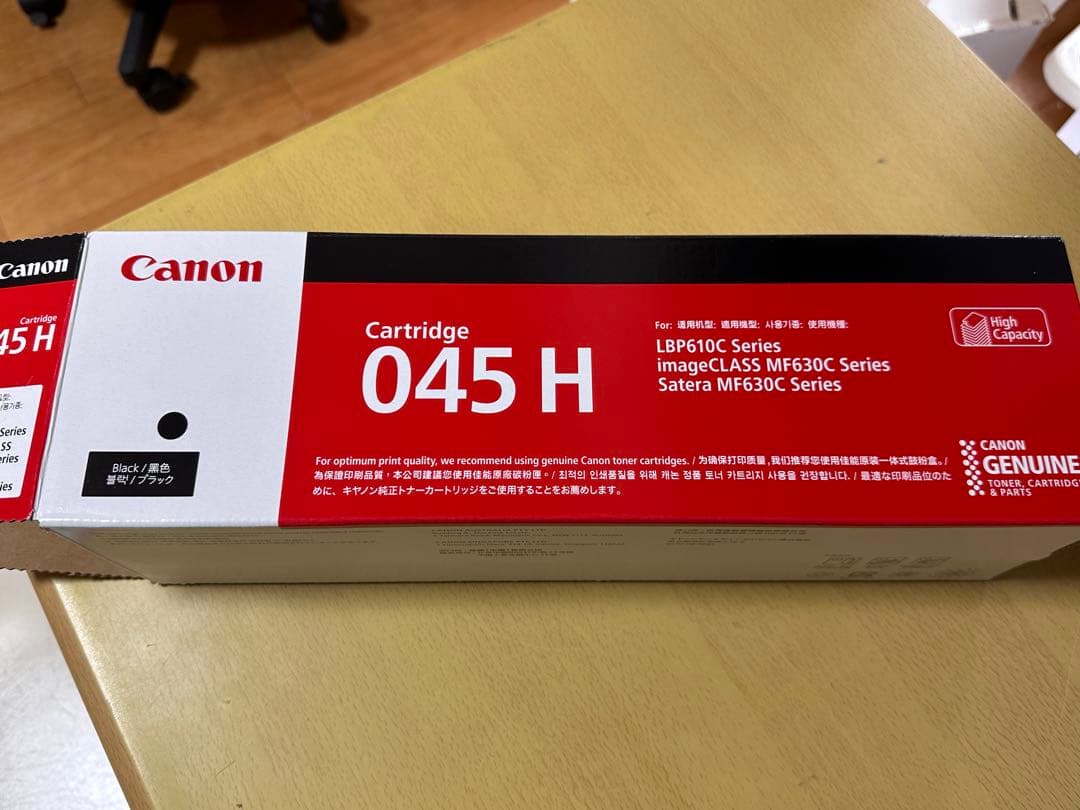 Canon
Cartridge
45 H
Series
SS
eries
ies
Canon
Black / 黑色
블랙 / ブラック
Cartridge
045 H
For: 适用机型: 適用機型: 사용기종: 使用機種:
LBP610C Series
imageCLASS MF630C Series
Satera MF630C Series
High
Capacity
For optimum print quality, we recommend using genuine Canon toner cartridges. / 为确保打印质量,我们推荐您使用佳能原装一体式鼓粉盒。/
為保證印刷品質，本公司建議您使用佳能原廠碳粉匣。/ 최적의 인쇄품질을 위해 캐논 정품 토너 카트리지 사용을 권장합니다. / 最適な印刷品位のた
めに、キヤノン純正トナーカートリッジをご使用することをお薦めします。
CANON
GENUINE
TONER, CARTRIDG
& PARTS